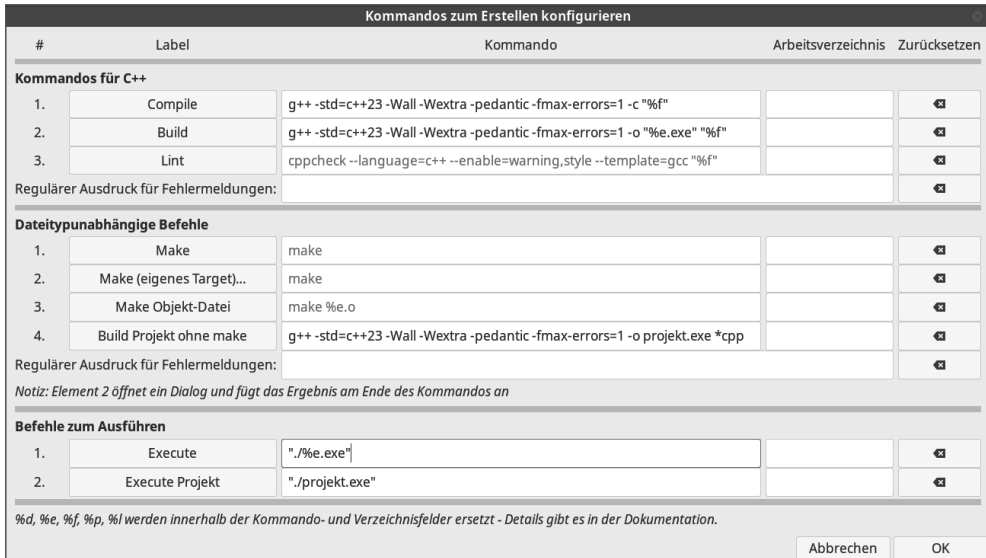 Kommandos zum Erstellen konfigurieren
# Label Kommando Arbeitsverzeichnis Zurücksetzen
Kommandos für C++
1. Compile g++ -std=c++23 -Wall -Wextra -pedantic -fmax-errors=1 -c "%f"
2. Build g++ -std=c++23 -Wall -Wextra -pedantic -fmax-errors=1 -o "%e.exe" "%f"
3. Lint cppcheck --language=c++ --enable=warning,style --template=gcc "%f"
Regulärer Ausdruck für Fehlermeldungen:
Dateitypunabhängige Befehle
1. Make make
2. Make (eigenes Target)... make
3. Make Objekt-Datei make %e.o
4. Build Projekt ohne make g++ -std=c++23 -Wall -Wextra -pedantic -fmax-errors=1 -o projekt.exe *cpp
Regulärer Ausdruck für Fehlermeldungen:
Notiz: Element 2 öffnet ein Dialog und fügt das Ergebnis am Ende des Kommandos an
Befehle zum Ausführen
1. Execute "./%e.exe"
2. Execute Projekt "./projekt.exe"
%d, %e, %f, %p, %l werden innerhalb der Kommando- und Verzeichnisfelder ersetzt - Details gibt es in der Dokumentation.
Abbrechen OK